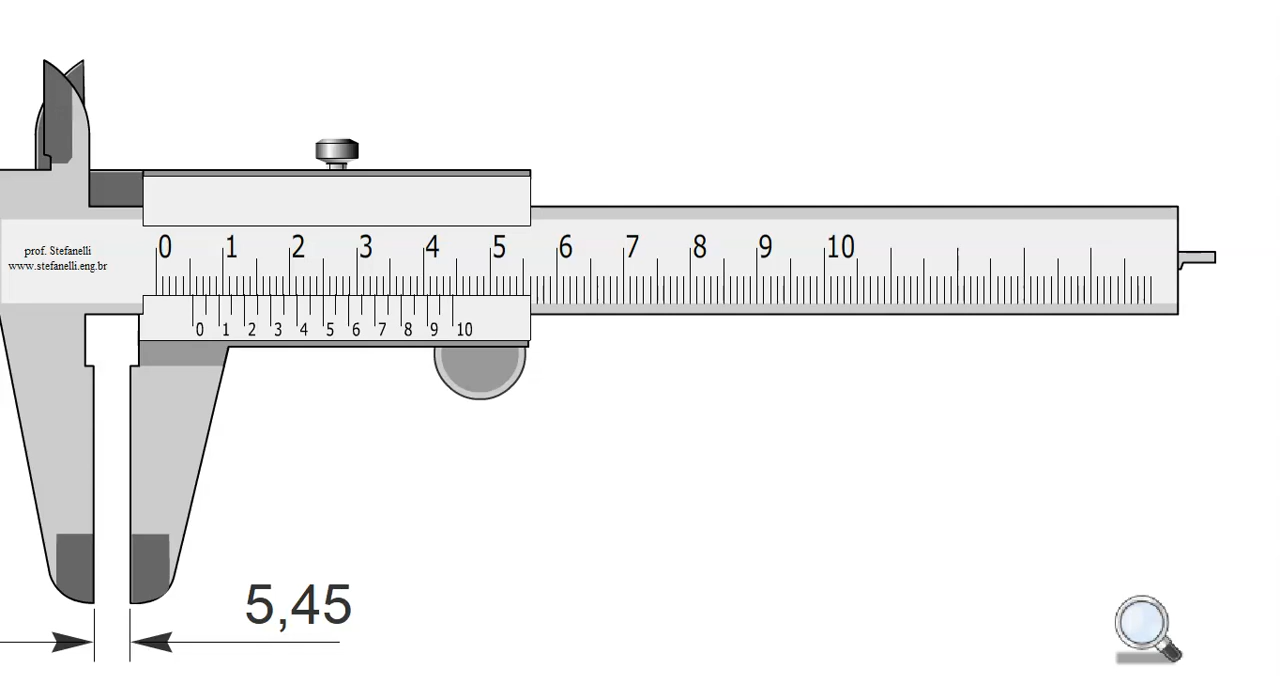 prof. Stefanelli
www.stefanelli.eng.br
0 1 2 3 4 5 6 7 8 9 10
0 1 2 3 4 5 6 7 8 9 10
5,45